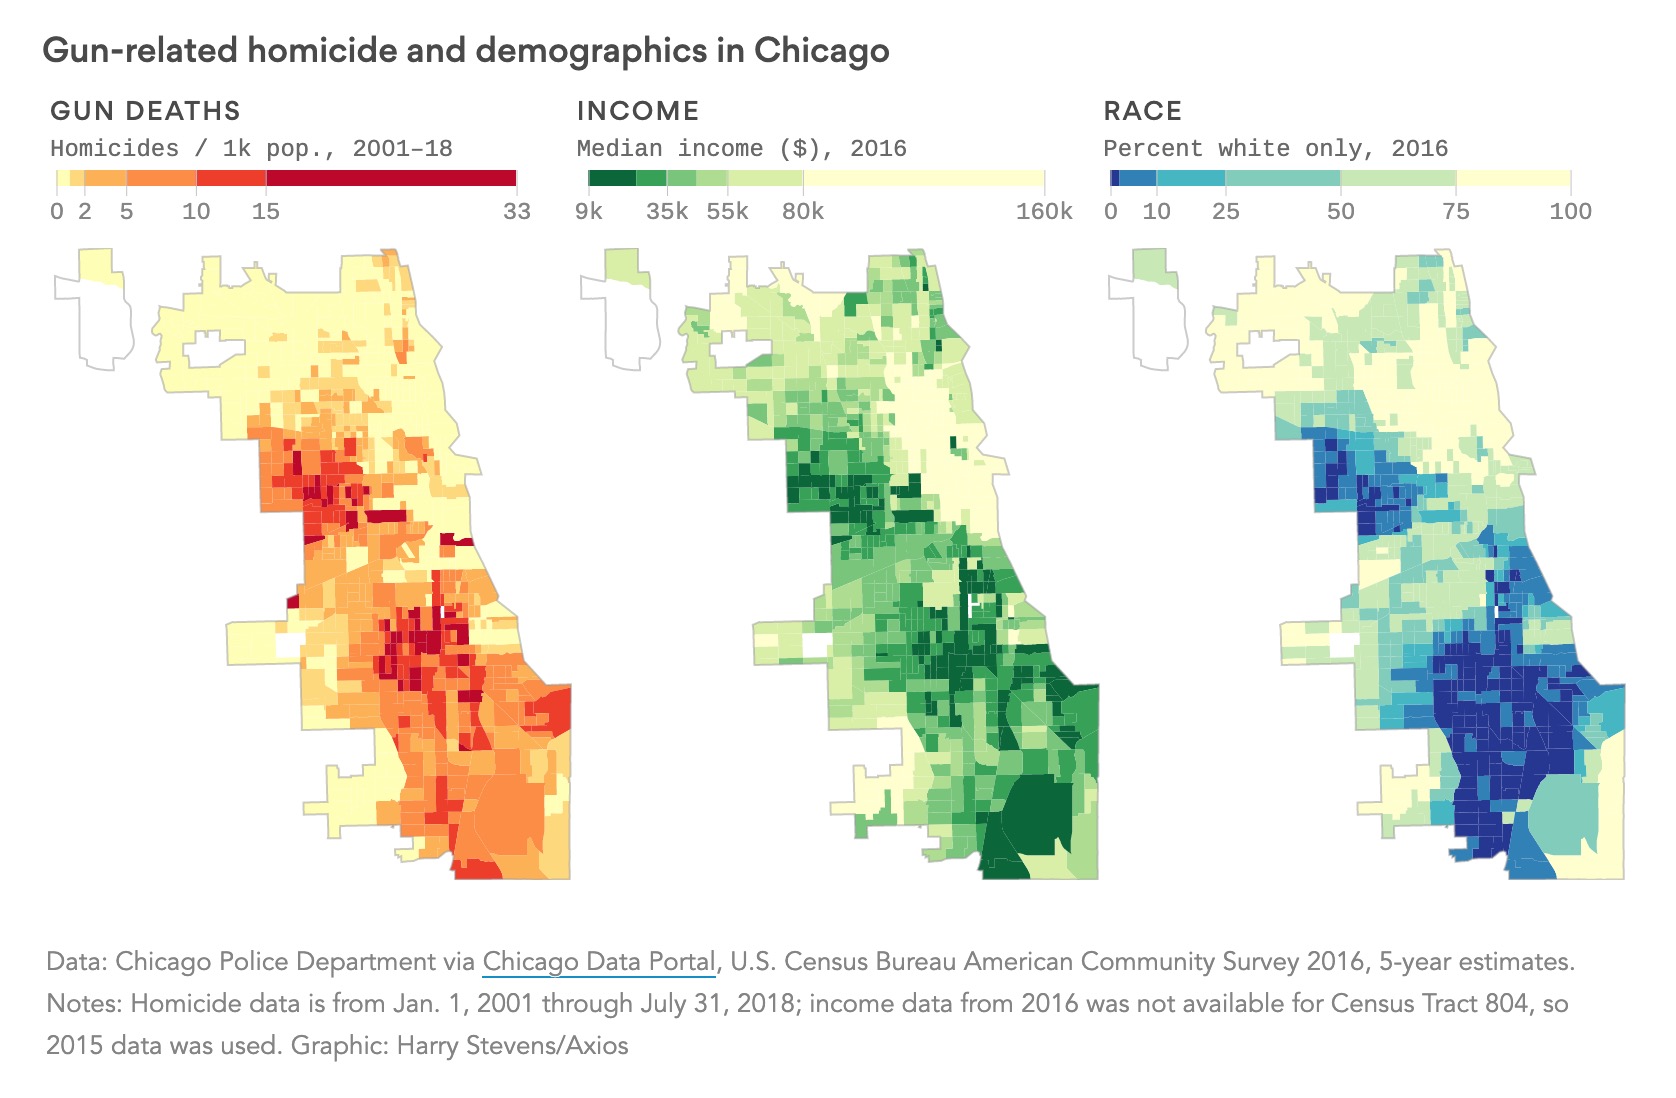 Gun-related homicide and demographics in Chicago
GUN DEATHS
Homicides / 1k pop., 2001–18
0 2 5 10 15 33
INCOME
Median income ($), 2016
9k 35k 55k 80k 160k
RACE
Percent white only, 2016
0 10 25 50 75 100
Data: Chicago Police Department via Chicago Data Portal, U.S. Census Bureau American Community Survey 2016, 5-year estimates.
Notes: Homicide data is from Jan. 1, 2001 through July 31, 2018; income data from 2016 was not available for Census Tract 804, so
2015 data was used. Graphic: Harry Stevens/Axios